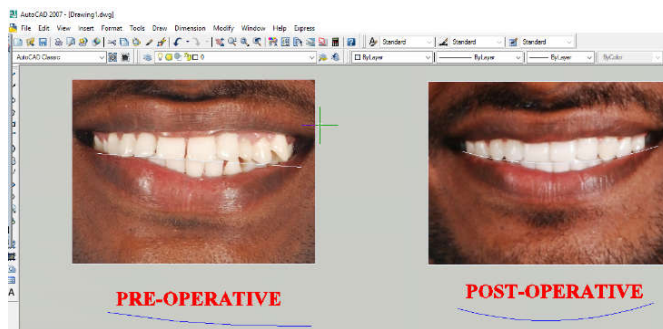 AutoCAD 2007 - [Drawing1.dwg]
File Edit View Insert Format Tools Draw Dimension Modify Window Help Express
Standard Standard Standard
AutoCAD Classic 0 ByLayer ByLayer ByLayer ByColor
A
PRE-OPERATIVE POST-OPERATIVE